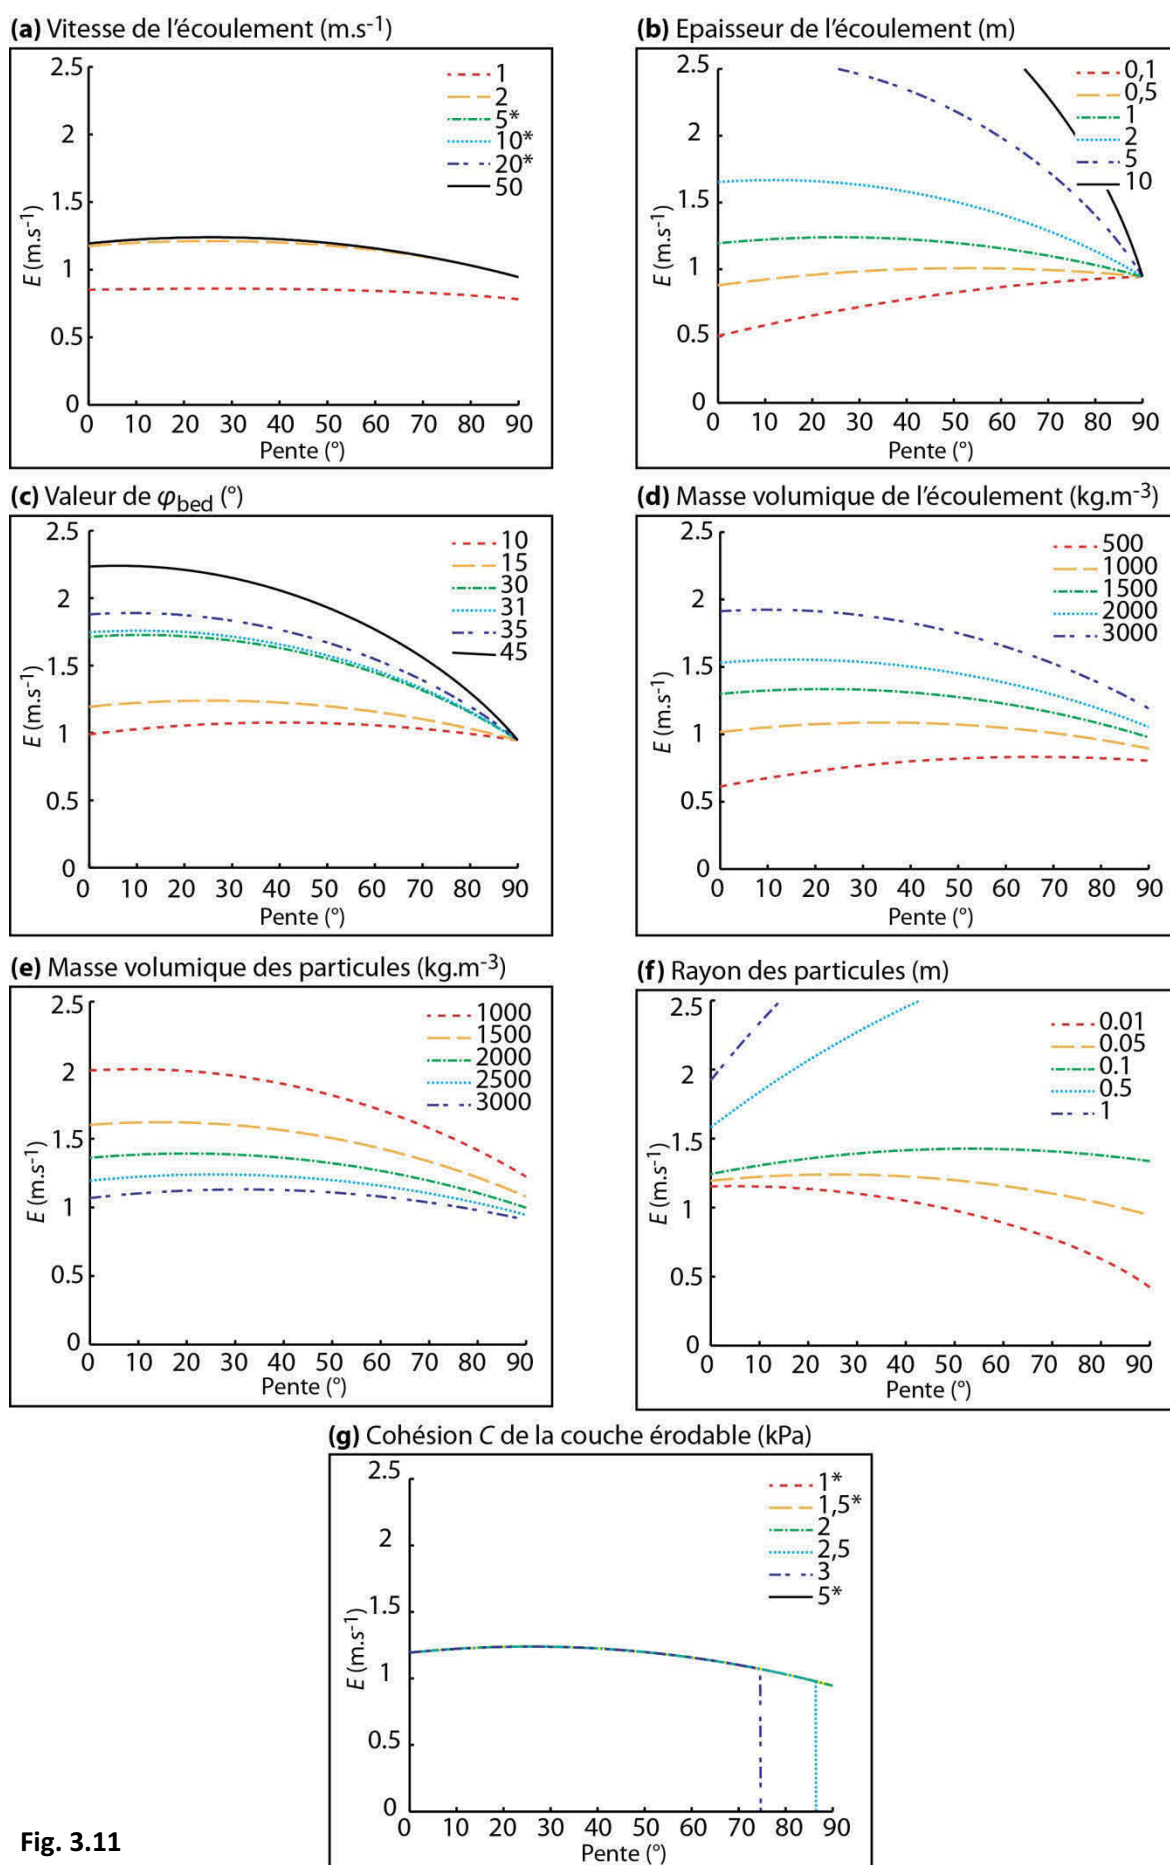 (a) Vitesse de l’écoulement (m.s-1)
2.5
2
1.5
1
0.5
0
E (m.s-1)
1
2
5*
10*
20*
50
0 10 20 30 40 50 60 70 80 90
Pente (°)
(b) Epaisseur de l’écoulement (m)
2.5
2
1.5
1
0.5
0
E (m.s-1)
0,1
0,5
1
2
5
10
0 10 20 30 40 50 60 70 80 90
Pente (°)
(c) Valeur de φbed (°)
2.5
2
1.5
1
0.5
0
E (m.s-1)
10
15
30
31
35
45
0 10 20 30 40 50 60 70 80 90
Pente (°)
(d) Masse volumique de l’écoulement (kg.m-3)
2.5
2
1.5
1
0.5
0
E (m.s-1)
500
1000
1500
2000
3000
0 10 20 30 40 50 60 70 80 90
Pente (°)
(e) Masse volumique des particules (kg.m-3)
2.5
2
1.5
1
0.5
0
E (m.s-1)
1000
1500
2000
2500
3000
0 10 20 30 40 50 60 70 80 90
Pente (°)
(f) Rayon des particules (m)
2.5
2
1.5
1
0.5
0
E (m.s-1)
0.01
0.05
0.1
0.5
1
0 10 20 30 40 50 60 70 80 90
Pente (°)
(g) Cohésion C de la couche érodable (kPa)
2.5
2
1.5
1
0.5
0
E (m.s-1)
1*
1,5*
2
2,5
3
5*
0 10 20 30 40 50 60 70 80 90
Pente (°)
Fig. 3.11